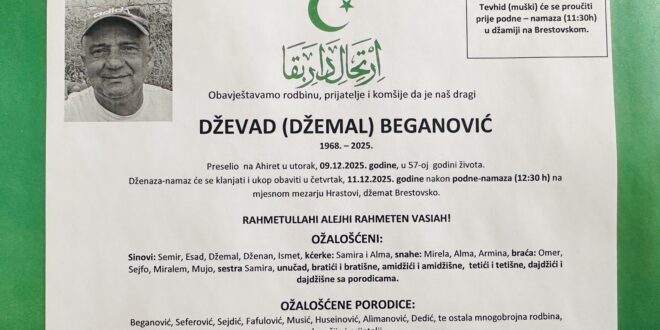 Tevhid (muški) će se proučiti
prije podne – namaza (11:30h)
u džamiji na Brestovskom.
adidas
ارتحال دار بقا
Obavještavamo rodbinu, prijatelje i komšije da je naš dragi
DŽEVAD (DŽEMAL) BEGANOVIĆ
1968. – 2025.
Preselio na Ahiret u utorak, 09.12.2025. godine, u 57-oj godini života.
Dženaza-namaz će se klanjati i ukop obaviti u četvrtak, 11.12.2025. godine nakon podne-namaza (12:30 h) na
mjesnom mezarju Hrastovi, džemat Brestovsko.
RAHMETULLAHI ALEJHI RAHMETEN VASIAH!
OŽALOŠĆENI:
Sinovi: Semir, Esad, Džemal, Dženan, Ismet, kćerke: Samira i Alma, snahe: Mirela, Alma, Armina, braća: Omer,
Sejfo, Miralem, Mujo, sestra Samira, unučad, bratići i bratišne, amidžići i amidžišne, tetići i tetišne, dajdžići i
dajdžišne sa porodicama.
OŽALOŠĆENE PORODICE:
Beganović, Seferović, Sejdić, Fafulović, Musić, Huseinović, Alimanović, Dedić, te ostala mnogobrojna rodbina,